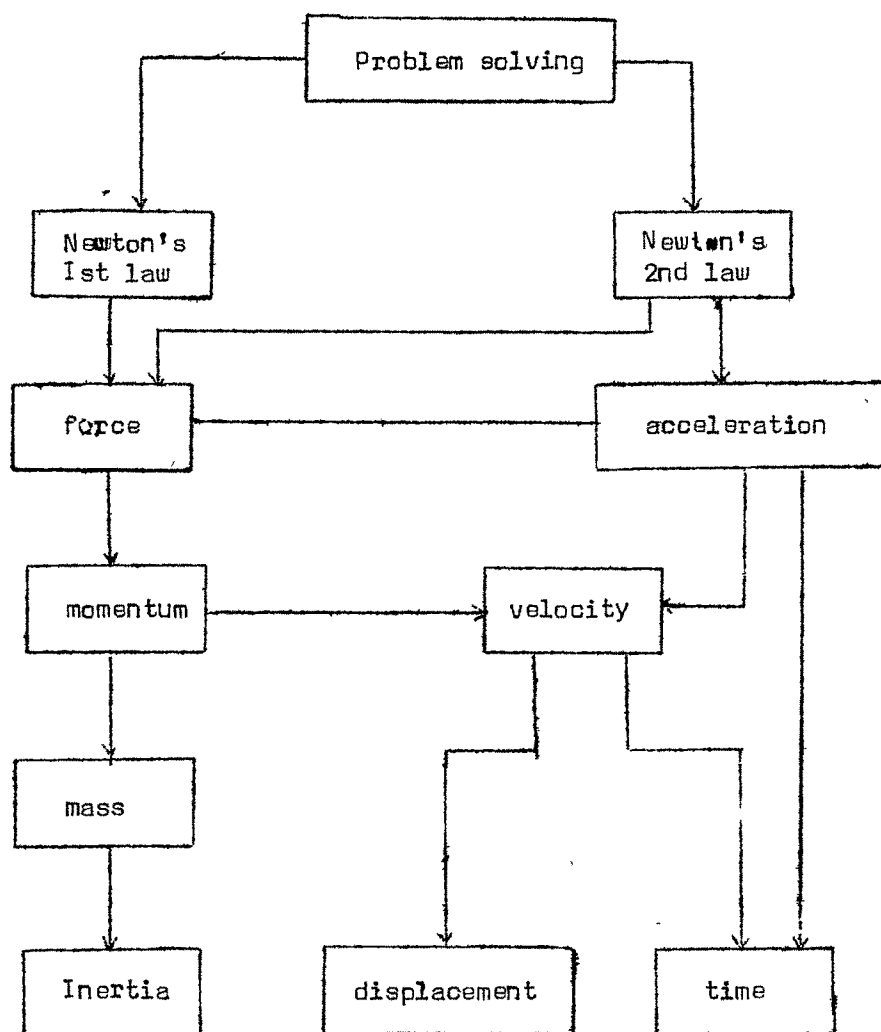 Problem solving
Newton's
Ist law
Newton's
2nd law
force
acceleration
momentum
velocity
mass
Inertia
displacement
time